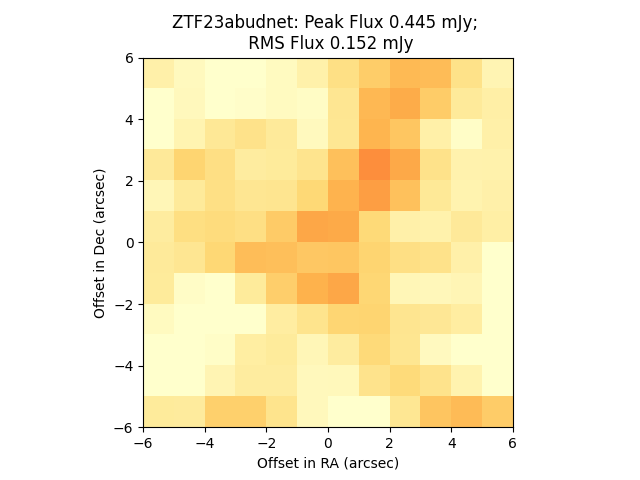 ZTF23abudnet: Peak Flux 0.445 mJy;
RMS Flux 0.152 mJy
6
4
2
0
−2
−4
−6
Offset in Dec (arcsec)
−6 −4 −2 0 2 4 6
Offset in RA (arcsec)